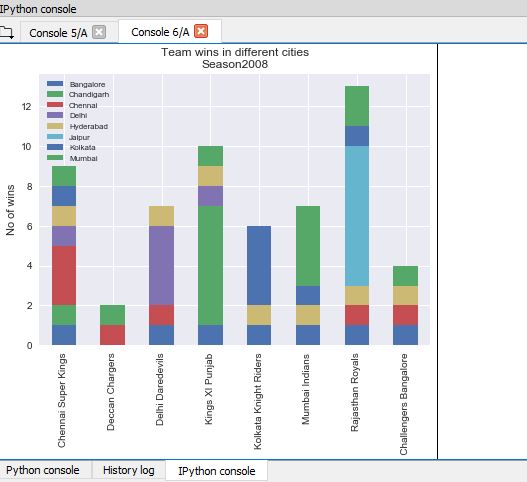 IPython console
Console 5/A
Console 6/A
Team wins in different cities
Season2008
Bangalore
Chandigarh
Chennai
Delhi
Hyderabad
Jaipur
Kolkata
Mumbai
12
10
8
6
4
2
0
No of wins
Chennai Super Kings
Deccan Chargers
Delhi Daredevils
Kings XI Punjab
Kolkata Knight Riders
Mumbai Indians
Rajasthan Royals
Challengers Bangalore
Python console
History log
IPython console